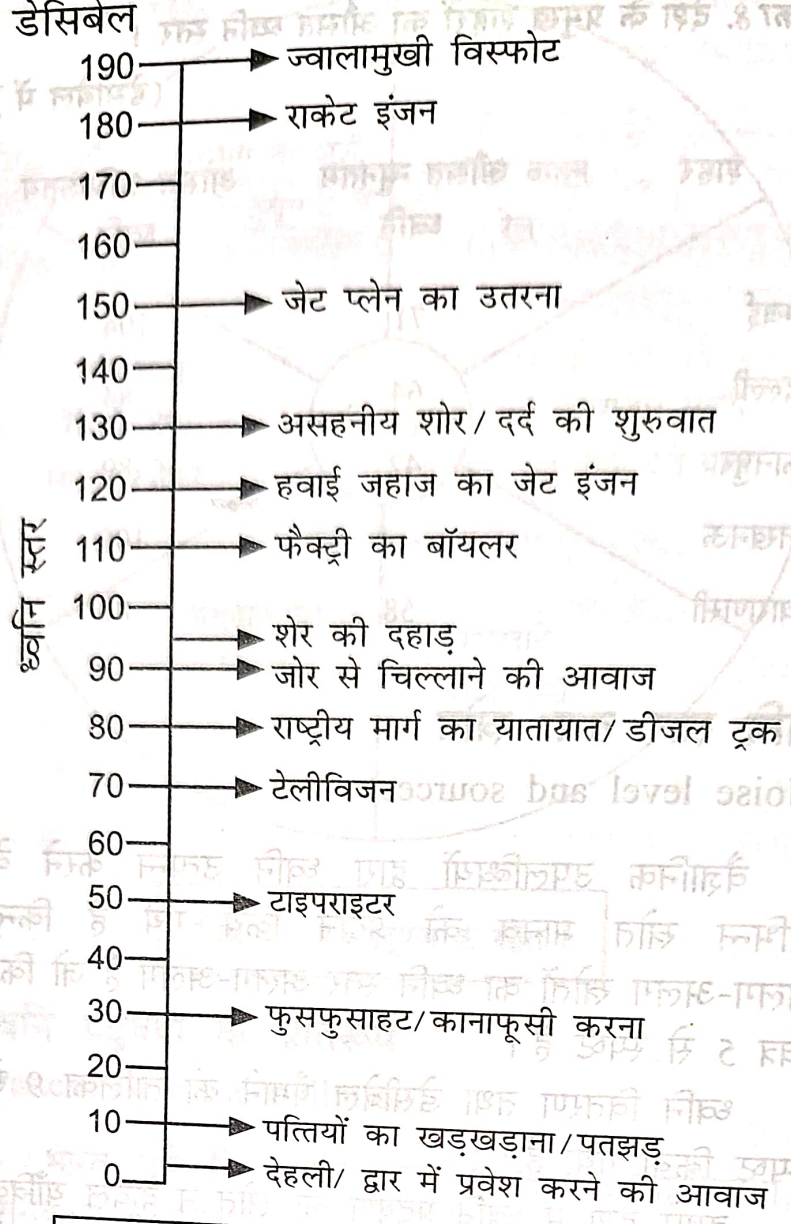 डेसिबेल
190 ज्वालामुखी विस्फोट
180 राकेट इंजन
170
160
150 जेट प्लेन का उतरना
140
130 असहनीय शोर/दर्द की शुरुवात
120 हवाई जहाज का जेट इंजन
110 फैक्ट्री का बॉयलर
100
शेर की दहाड़
90 जोर से चिल्लाने की आवाज
80 राष्ट्रीय मार्ग का यातायात/डीजल ट्रक
70 टेलीविजन
60
50 टाइपराइटर
40
30 फुसफुसाहट/कानाफूसी करना
20
10 पत्तियों का खड़खड़ाना/पतझड़
देहली/ द्वार में प्रवेश करने की आवाज
0
ध्वनि स्तर